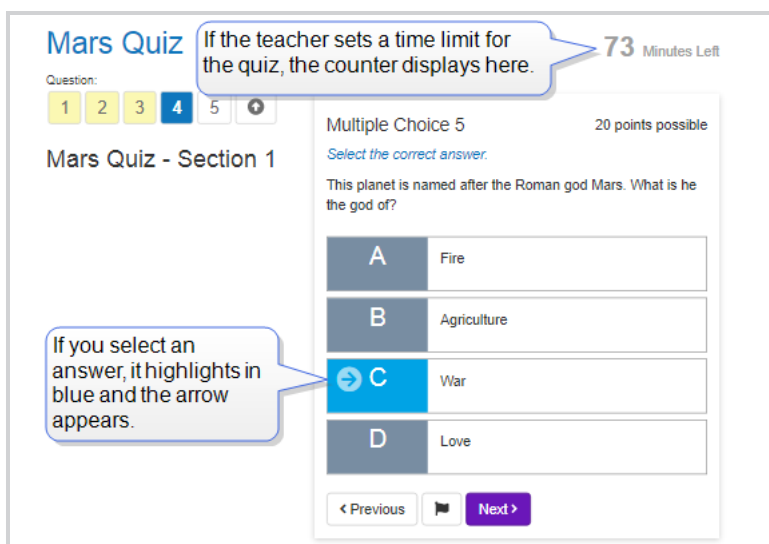 Mars Quiz
If the teacher sets a time limit for
the quiz, the counter displays here.
73 Minutes Left
Question:
1 2 3 4 5
Mars Quiz - Section 1
Multiple Choice 5 20 points possible
Select the correct answer.
This planet is named after the Roman god Mars. What is he
the god of?
A Fire
B Agriculture
If you select an
answer, it highlights in
blue and the arrow
appears.
C War
D Love
< Previous Next >